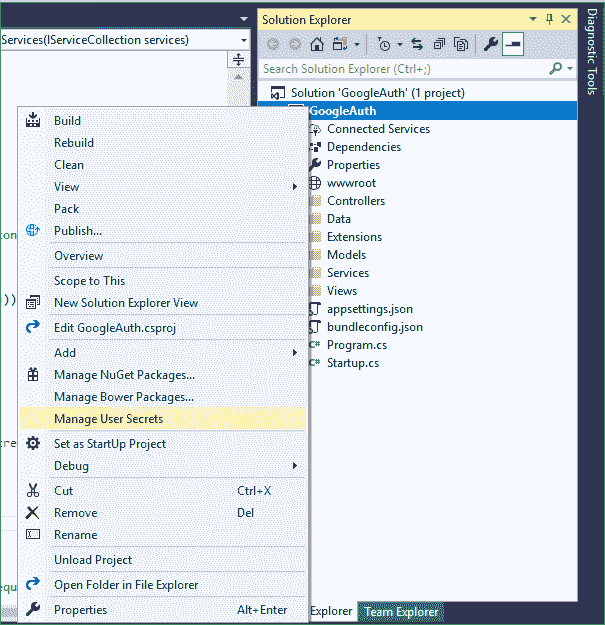 Services(IServiceCollection services)
Solution Explorer
Search Solution Explorer (Ctrl+;)
Solution 'GoogleAuth' (1 project)
GoogleAuth
Connected Services
Dependencies
Properties
wwwroot
Controllers
Data
Extensions
Models
Services
Views
appsettings.json
bundleconfig.json
C# Program.cs
C# Startup.cs
Diagnostic Tools
Build
Rebuild
Clean
View
Pack
Publish...
Overview
Scope to This
New Solution Explorer View
Edit GoogleAuth.csproj
Add
Manage NuGet Packages...
Manage Bower Packages...
Manage User Secrets
Set as StartUp Project
Debug
Cut Ctrl+X
Remove Del
Rename
Unload Project
Open Folder in File Explorer
Properties Alt+Enter
Explorer
Team Explorer